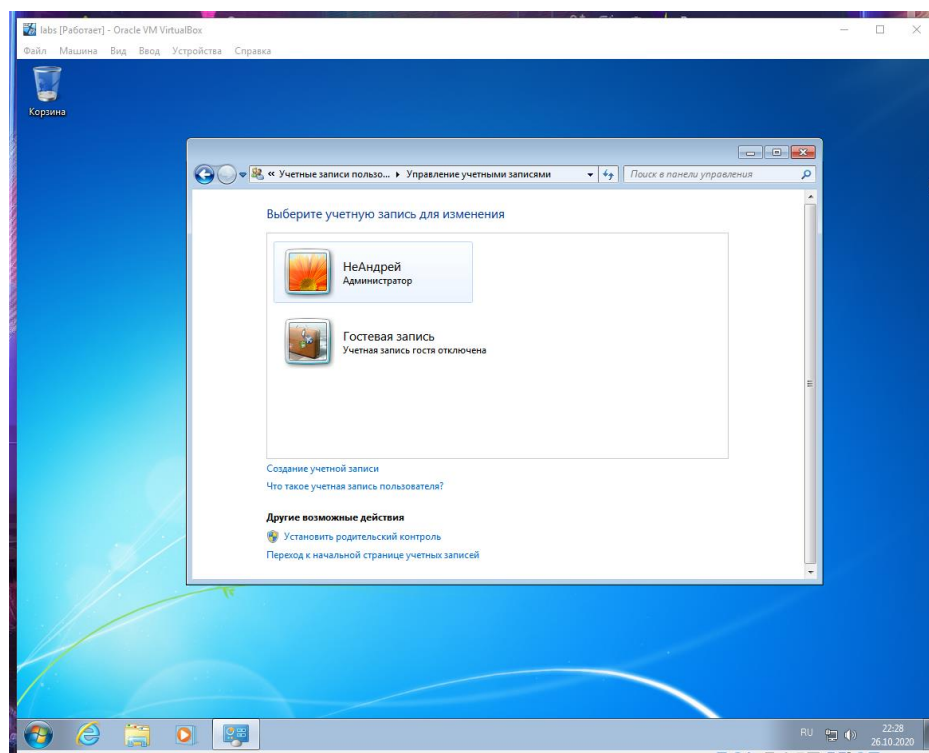 labs [Работает] - Oracle VM VirtualBox
Файл Машина Вид Ввод Устройства Справка
Корзина
« Учетные записи пользо... Управление учетными записями
Поиск в панели управления
Выберите учетную запись для изменения
НеАндрей
Администратор
Гостевая запись
Учетная запись гостя отключена
Создание учетной записи
Что такое учетная запись пользователя?
Другие возможные действия
Установить родительский контроль
Переход к начальной странице учетных записей
RU
22:28
26.10.2020